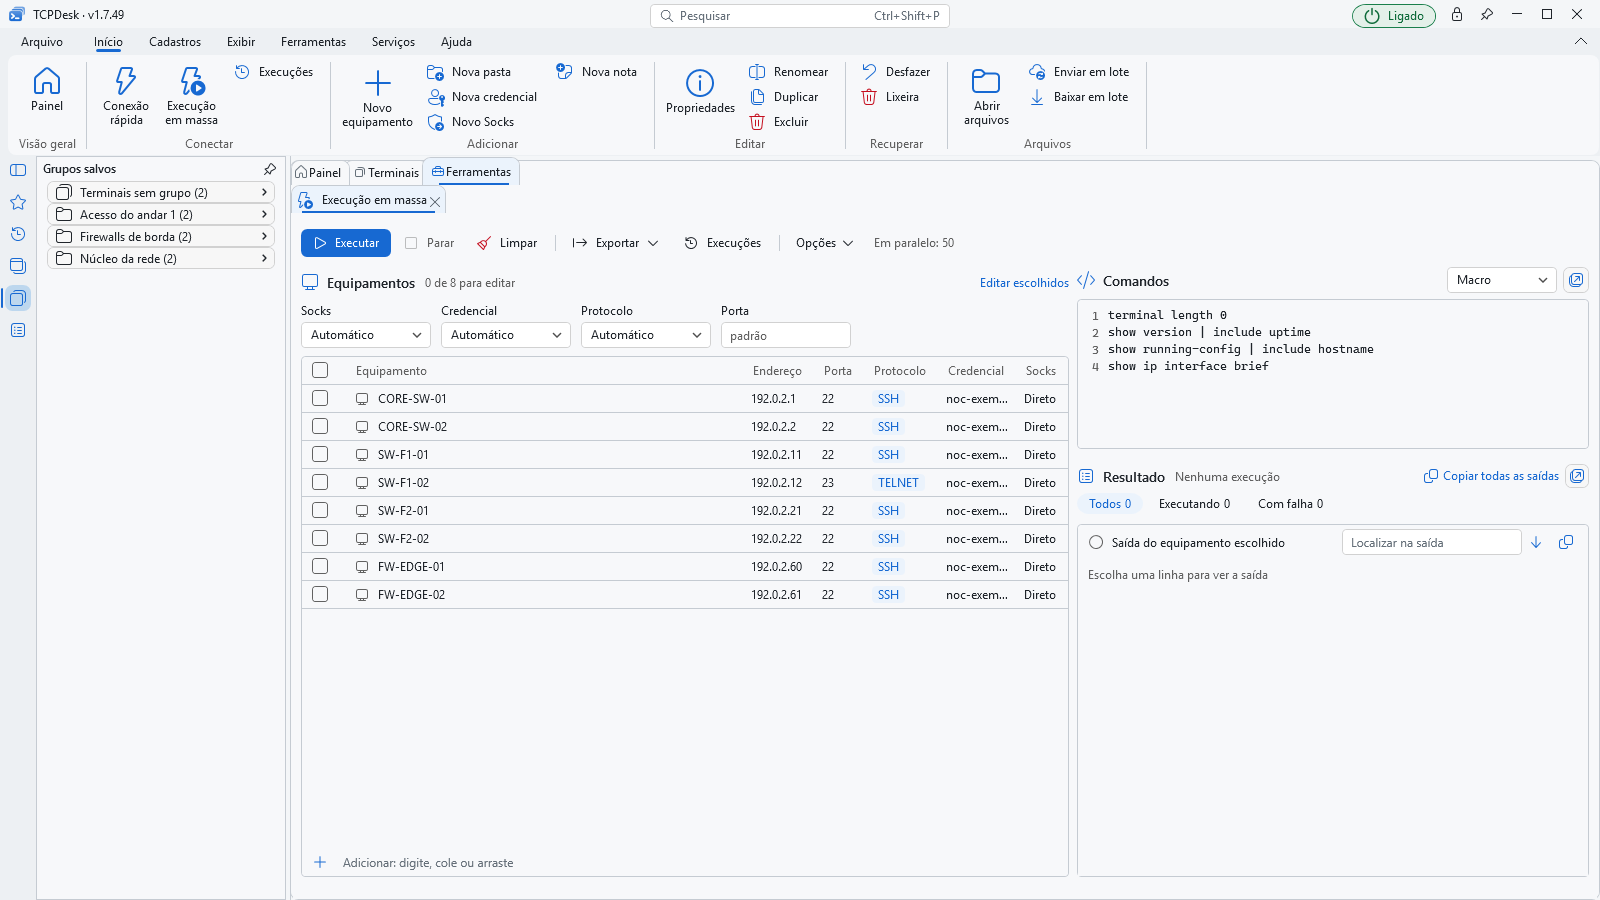 TCPDesk · v1.7.49
Pesquisar Ctrl+Shift+P
Ligado
Arquivo Início Cadastros Exibir Ferramentas Serviços Ajuda
Painel
Visão geral
Conexão rápida
Execução em massa
Execuções
Conectar
Novo equipamento
Nova pasta
Nova credencial
Novo Socks
Nova nota
Adicionar
Propriedades
Renomear
Duplicar
Excluir
Editar
Desfazer
Lixeira
Recuperar
Abrir arquivos
Enviar em lote
Baixar em lote
Arquivos
Grupos salvos
Terminais sem grupo (2)
Acesso do andar 1 (2)
Firewalls de borda (2)
Núcleo da rede (2)
Painel Terminais Ferramentas
Execução em massa
Executar Parar Limpar Exportar Execuções Opções Em paralelo: 50
Equipamentos 0 de 8 para editar Editar escolhidos
Socks Credencial Protocolo Porta
Automático Automático Automático padrão
Equipamento Endereço Porta Protocolo Credencial Socks
CORE-SW-01 192.0.2.1 22 SSH noc-exem... Direto
CORE-SW-02 192.0.2.2 22 SSH noc-exem... Direto
SW-F1-01 192.0.2.11 22 SSH noc-exem... Direto
SW-F1-02 192.0.2.12 23 TELNET noc-exem... Direto
SW-F2-01 192.0.2.21 22 SSH noc-exem... Direto
SW-F2-02 192.0.2.22 22 SSH noc-exem... Direto
FW-EDGE-01 192.0.2.60 22 SSH noc-exem... Direto
FW-EDGE-02 192.0.2.61 22 SSH noc-exem... Direto
Adicionar: digite, cole ou arraste
Comandos Macro
1 terminal length 0
2 show version | include uptime
3 show running-config | include hostname
4 show ip interface brief
Resultado Nenhuma execução Copiar todas as saídas
Todos 0 Executando 0 Com falha 0
Saída do equipamento escolhido Localizar na saída
Escolha uma linha para ver a saída